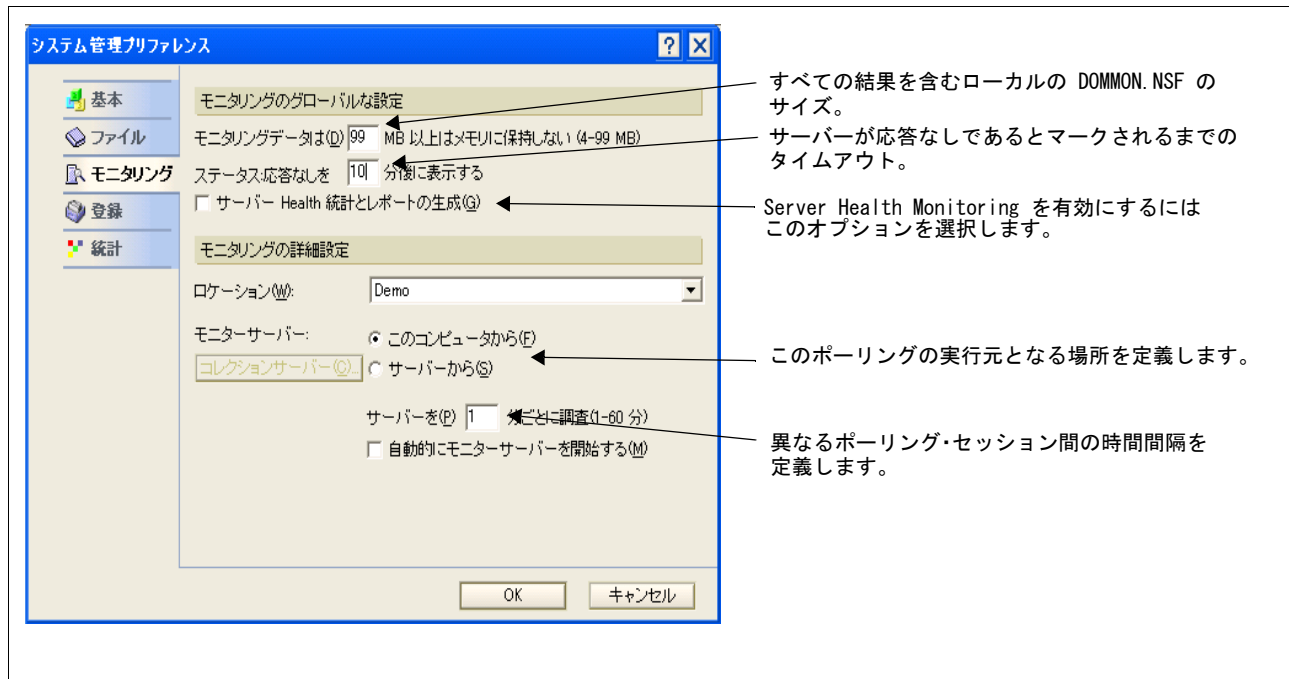 システム管理プリファレンス
基本
ファイル
モニタリング
登録
統計
モニタリングのグローバルな設定
モニタリングデータは(D) 99 MB 以上はメモリに保持しない (4-99 MB)
ステータス:応答なしを 10 分後に表示する
サーバー Health 統計とレポートの生成(G)
モニタリングの詳細設定
ロケーション(W): Demo
モニターサーバー: このコンピュータから(F)
コレクションサーバー(O)... サーバーから(S)
サーバーを(P) 1 分ごとに調査(1-60 分)
自動的にモニターサーバーを開始する(M)
OK キャンセル
すべての結果を含むローカルの DOMMON.NSF の
サイズ。
サーバーが応答なしであるとマークされるまでの
タイムアウト。
Server Health Monitoring を有効にするには
このオプションを選択します。
このポーリングの実行元となる場所を定義します。
異なるポーリング・セッション間の時間間隔を
定義します。